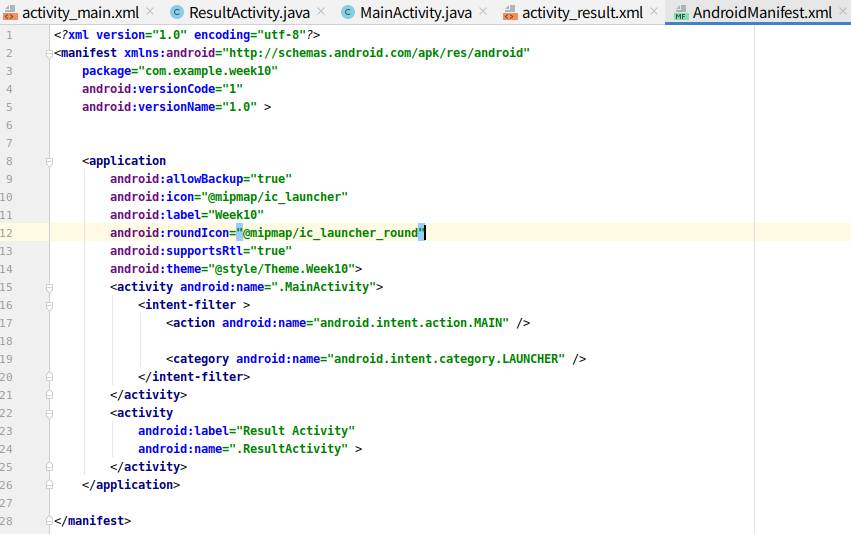 activity_main.xml ResultActivity.java MainActivity.java activity_result.xml AndroidManifest.xml
1 <?xml version="1.0" encoding="utf-8"?>
2 <manifest xmlns:android="http://schemas.android.com/apk/res/android"
3 package="com.example.week10"
4 android:versionCode="1"
5 android:versionName="1.0" >
6
7
8 <application
9 android:allowBackup="true"
10 android:icon="@mipmap/ic_launcher"
11 android:label="Week10"
12 android:roundIcon="@mipmap/ic_launcher_round"
13 android:supportsRtl="true"
14 android:theme="@style/Theme.Week10">
15 <activity android:name=".MainActivity">
16 <intent-filter >
17 <action android:name="android.intent.action.MAIN" />
18
19 <category android:name="android.intent.category.LAUNCHER" />
20 </intent-filter>
21 </activity>
22 <activity
23 android:label="Result Activity"
24 android:name=".ResultActivity" >
25 </activity>
26 </application>
27
28 </manifest>